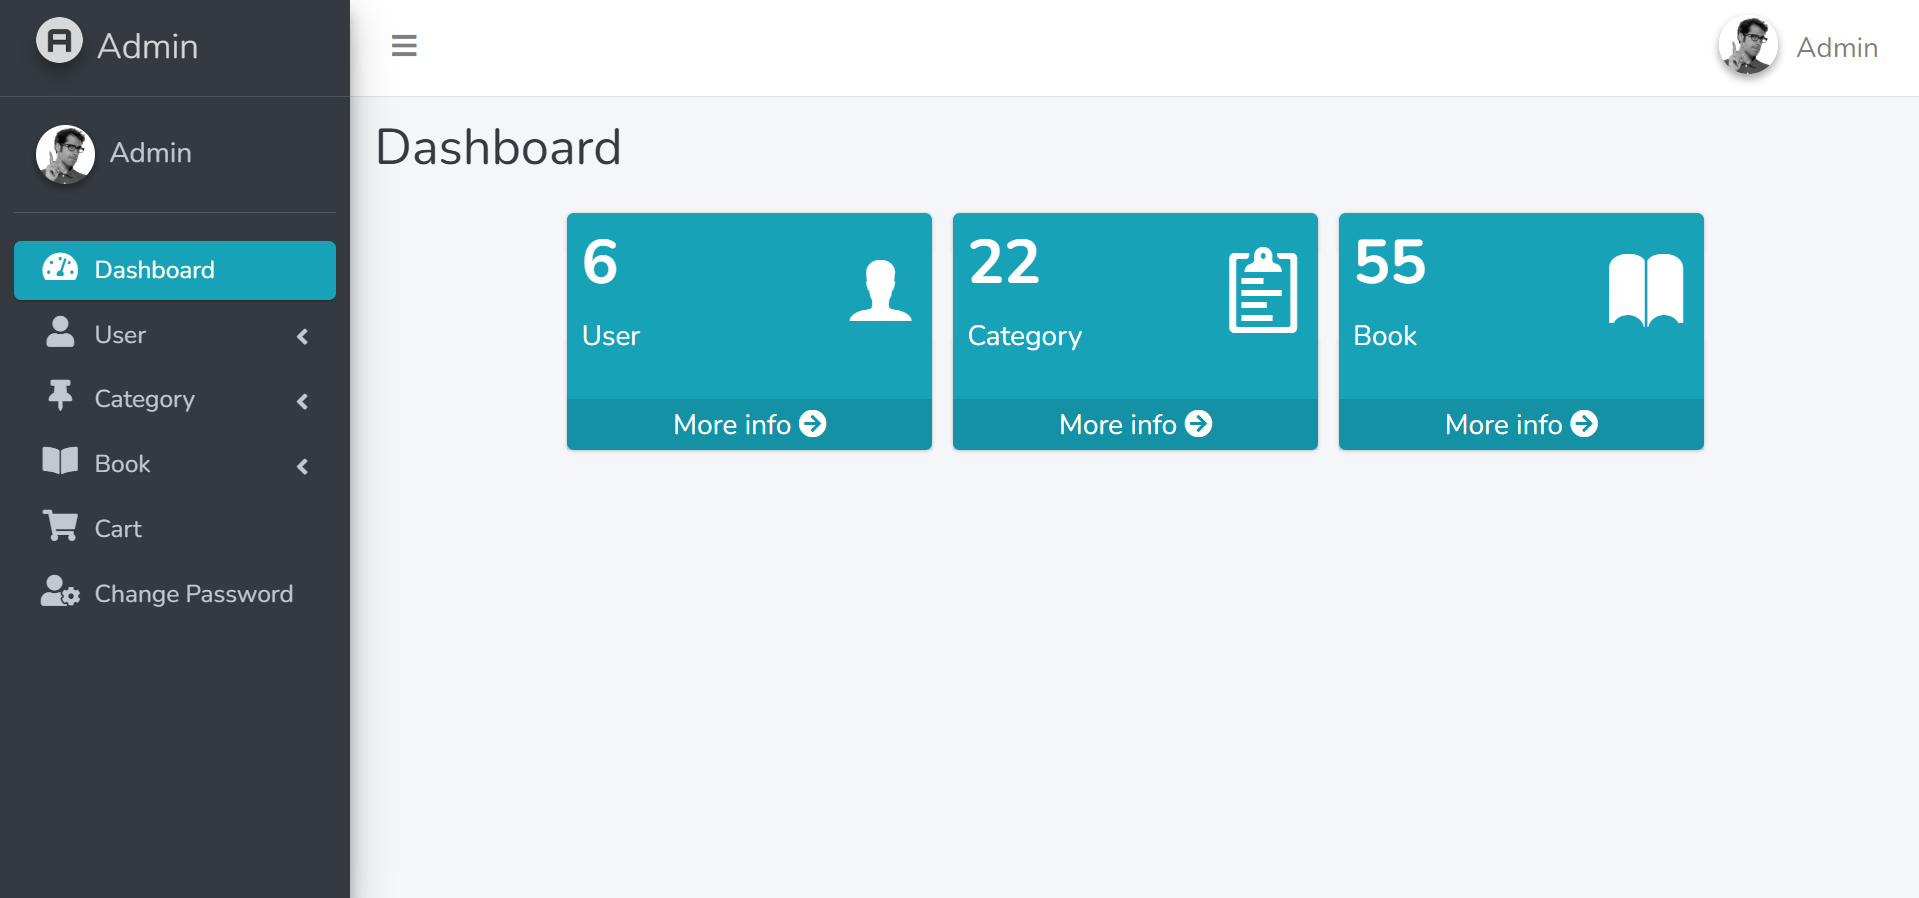 Admin
Admin
Admin
Dashboard
User
Category
Book
Cart
Change Password
Dashboard
6
User
More info
22
Category
More info
55
Book
More info